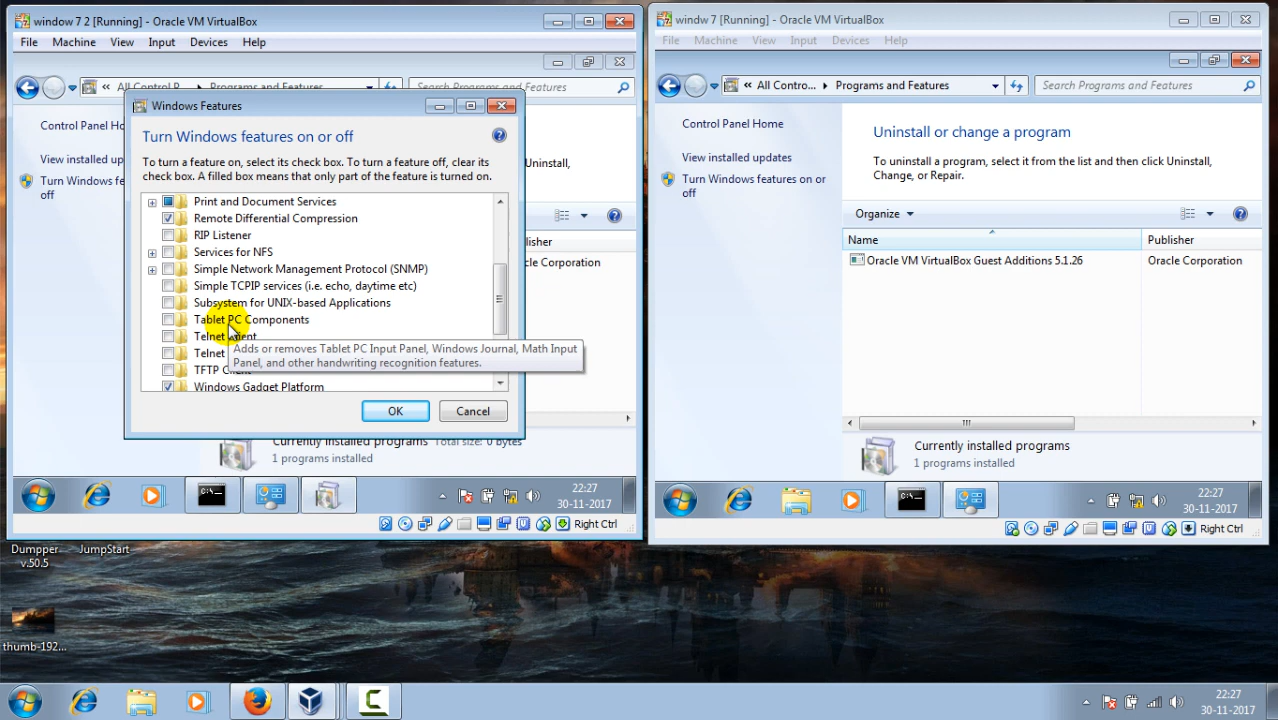 window 7 2 [Running] - Oracle VM VirtualBox
File Machine View Input Devices Help
All Control P... Programs and Features
Search Programs and Features
Control Panel Ho
View installed up
Turn Windows fe
off
Uninstall,
lisher
le Corporation
Windows Features
Turn Windows features on or off
To turn a feature on, select its check box. To turn a feature off, clear its
check box. A filled box means that only part of the feature is turned on.
Print and Document Services
Remote Differential Compression
RIP Listener
Services for NFS
Simple Network Management Protocol (SNMP)
Simple TCPIP services (i.e. echo, daytime etc)
Subsystem for UNIX-based Applications
Tablet PC Components
Telnet Client
Telnet
TFTP Client
Windows Gadget Platform
Adds or removes Tablet PC Input Panel, Windows Journal, Math Input
Panel, and other handwriting recognition features.
OK
Cancel
Currently installed programs Total size: 0 bytes
1 programs installed
22:27
30-11-2017
Right Ctrl
windw 7 [Running] - Oracle VM VirtualBox
File Machine View Input Devices Help
« All Contro... Programs and Features
Search Programs and Features
Control Panel Home
View installed updates
Turn Windows features on or
off
Uninstall or change a program
To uninstall a program, select it from the list and then click Uninstall,
Change, or Repair.
Organize
Name
Publisher
Oracle VM VirtualBox Guest Additions 5.1.26
Oracle Corporation
Currently installed programs
1 programs installed
22:27
30-11-2017
Right Ctrl
Dumpper
v.50.5
JumpStart
thumb-192...
22:27
30-11-2017